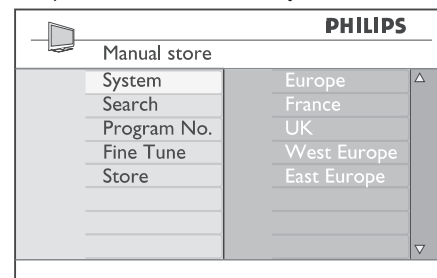 PHILIPS
Manual store
System
Search
Program No.
Fine Tune
Store
Europe
France
UK
West Europe
East Europe